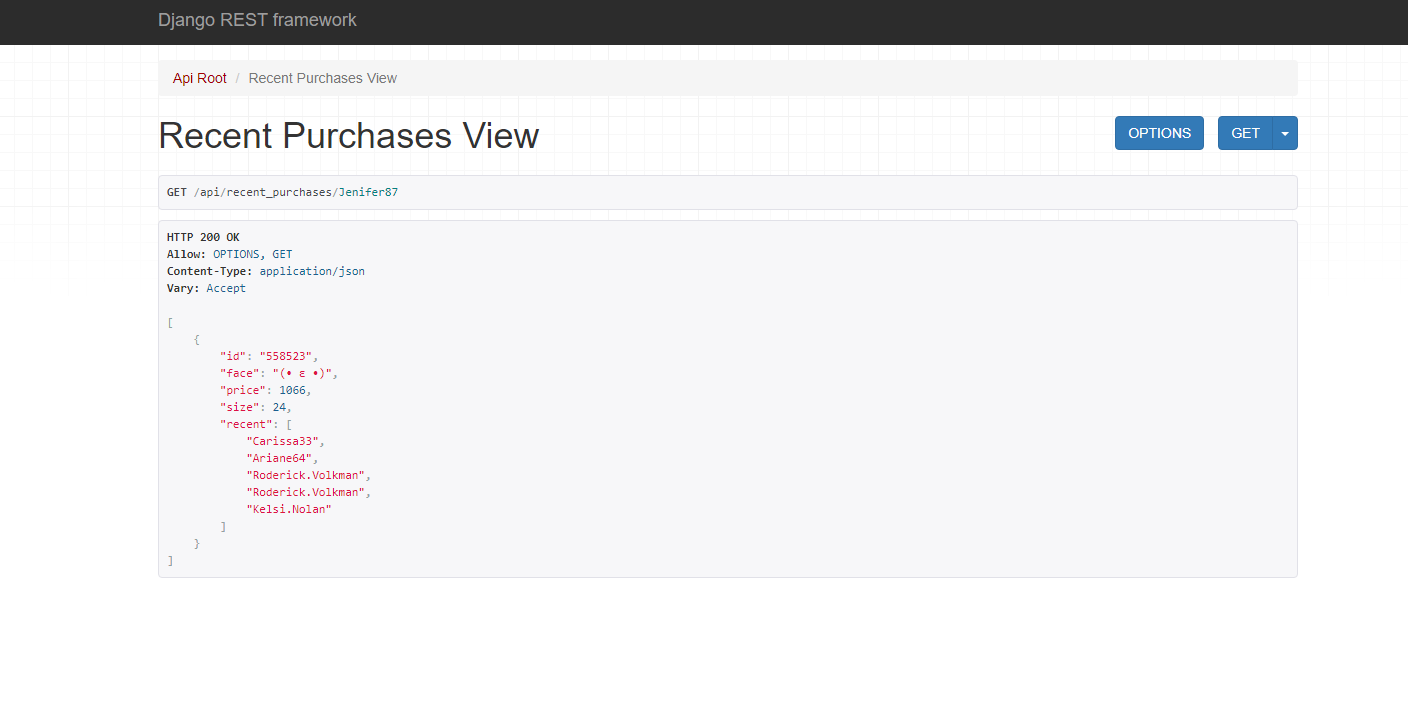 Django REST framework
Api Root / Recent Purchases View
Recent Purchases View
OPTIONS GET
GET /api/recent_purchases/Jenifer87
HTTP 200 OK
Allow: OPTIONS, GET
Content-Type: application/json
Vary: Accept
[
    {
        "id": "558523",
        "face": "(• ε •)",
        "price": 1066,
        "size": 24,
        "recent": [
            "Carissa33",
            "Ariane64",
            "Roderick.Volkman",
            "Roderick.Volkman",
            "Kelsi.Nolan"
        ]
    }
]